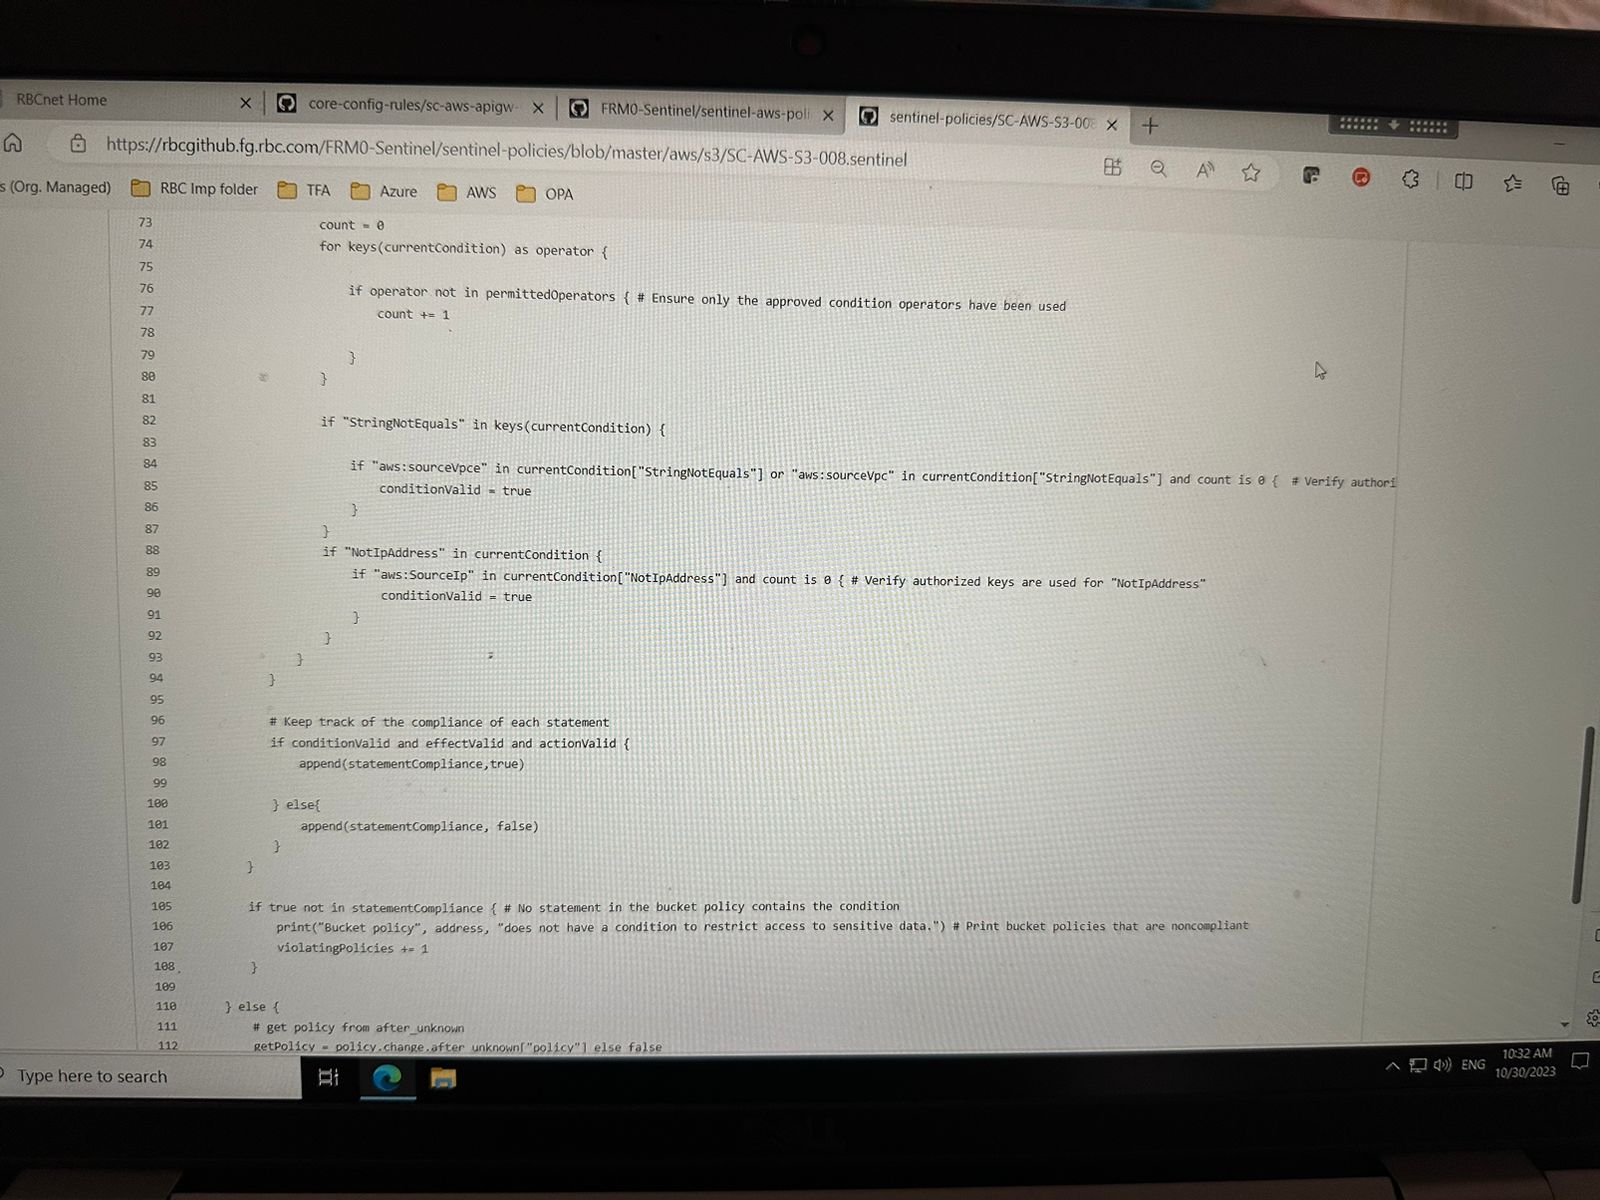 RBCnet Home
core-config-rules/sc-aws-apigw-
FRM0-Sentinel/sentinel-aws-poli
sentinel-policies/SC-AWS-S3-008
https://rbcgithub.fg.rbc.com/FRM0-Sentinel/sentinel-policies/blob/master/aws/s3/SC-AWS-S3-008.sentinel
s (Org. Managed) RBC Imp folder TFA Azure AWS OPA
73 count = 0
74 for keys(currentCondition) as operator {
75
76 if operator not in permittedOperators { # Ensure only the approved condition operators have been used
77 count += 1
78
79 }
80 }
81
82 if "StringNotEquals" in keys(currentCondition) {
83
84 if "aws:sourceVpce" in currentCondition["StringNotEquals"] or "aws:sourceVpc" in currentCondition["StringNotEquals"] and count is 0 { # Verify authori
85 conditionValid = true
86 }
87 }
88 if "NotIpAddress" in currentCondition {
89 if "aws:SourceIp" in currentCondition["NotIpAddress"] and count is 0 { # Verify authorized keys are used for "NotIpAddress"
90 conditionValid = true
91 }
92 }
93 }
94 }
95
96 # Keep track of the compliance of each statement
97 if conditionValid and effectValid and actionValid {
98 append(statementCompliance,true)
99
100 } else{
101 append(statementCompliance, false)
102 }
103 }
104
105 if true not in statementCompliance { # No statement in the bucket policy contains the condition
106 print("Bucket policy", address, "does not have a condition to restrict access to sensitive data.") # Print bucket policies that are noncompliant
107 violatingPolicies += 1
108 }
109
110 } else {
111 # get policy from after_unknown
112 getPolicy = policy.change.after_unknown["policy"] else false
Type here to search
ENG
10:32 AM
10/30/2023